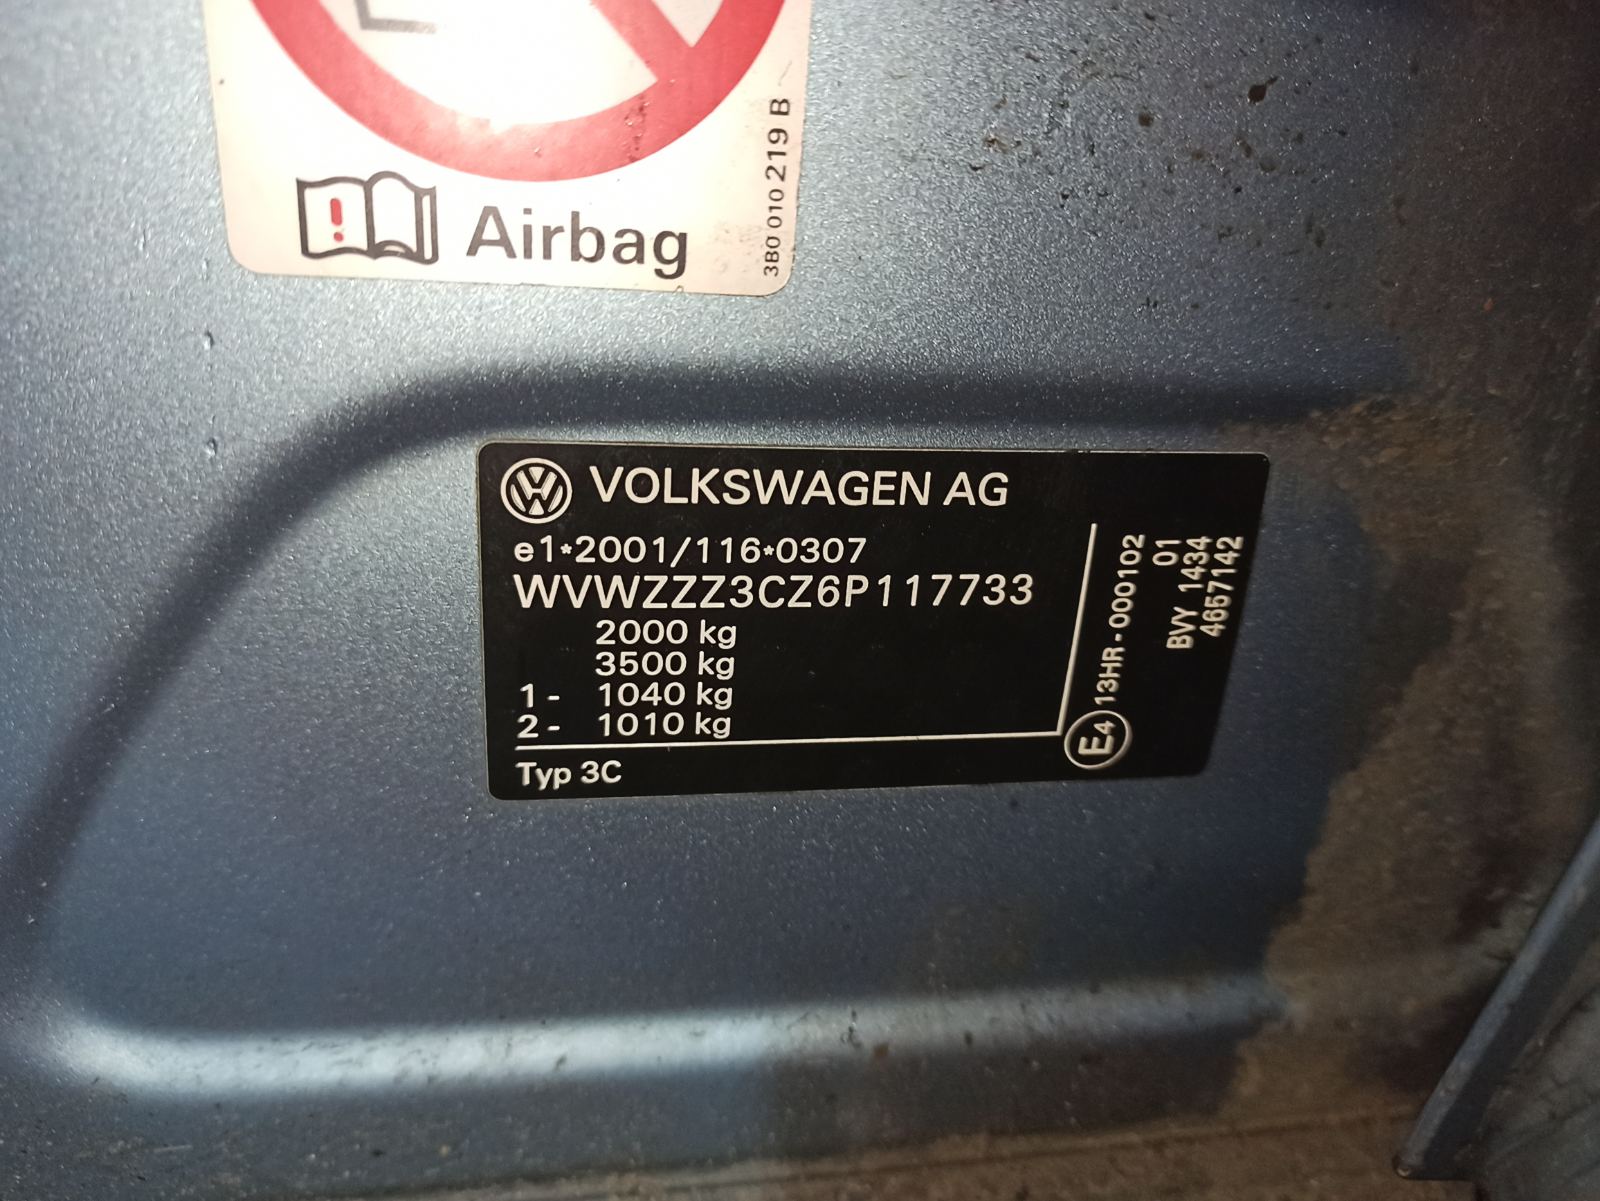 !
Airbag
3B0 010 219 B
VOLKSWAGEN AG
e1*2001/116*0307
WVWZZZ3CZ6P117733
2000 kg
3500 kg
1 - 1040 kg
2 - 1010 kg
Typ 3C
E4 13HR - 000102
01
BVY 1434
4657142